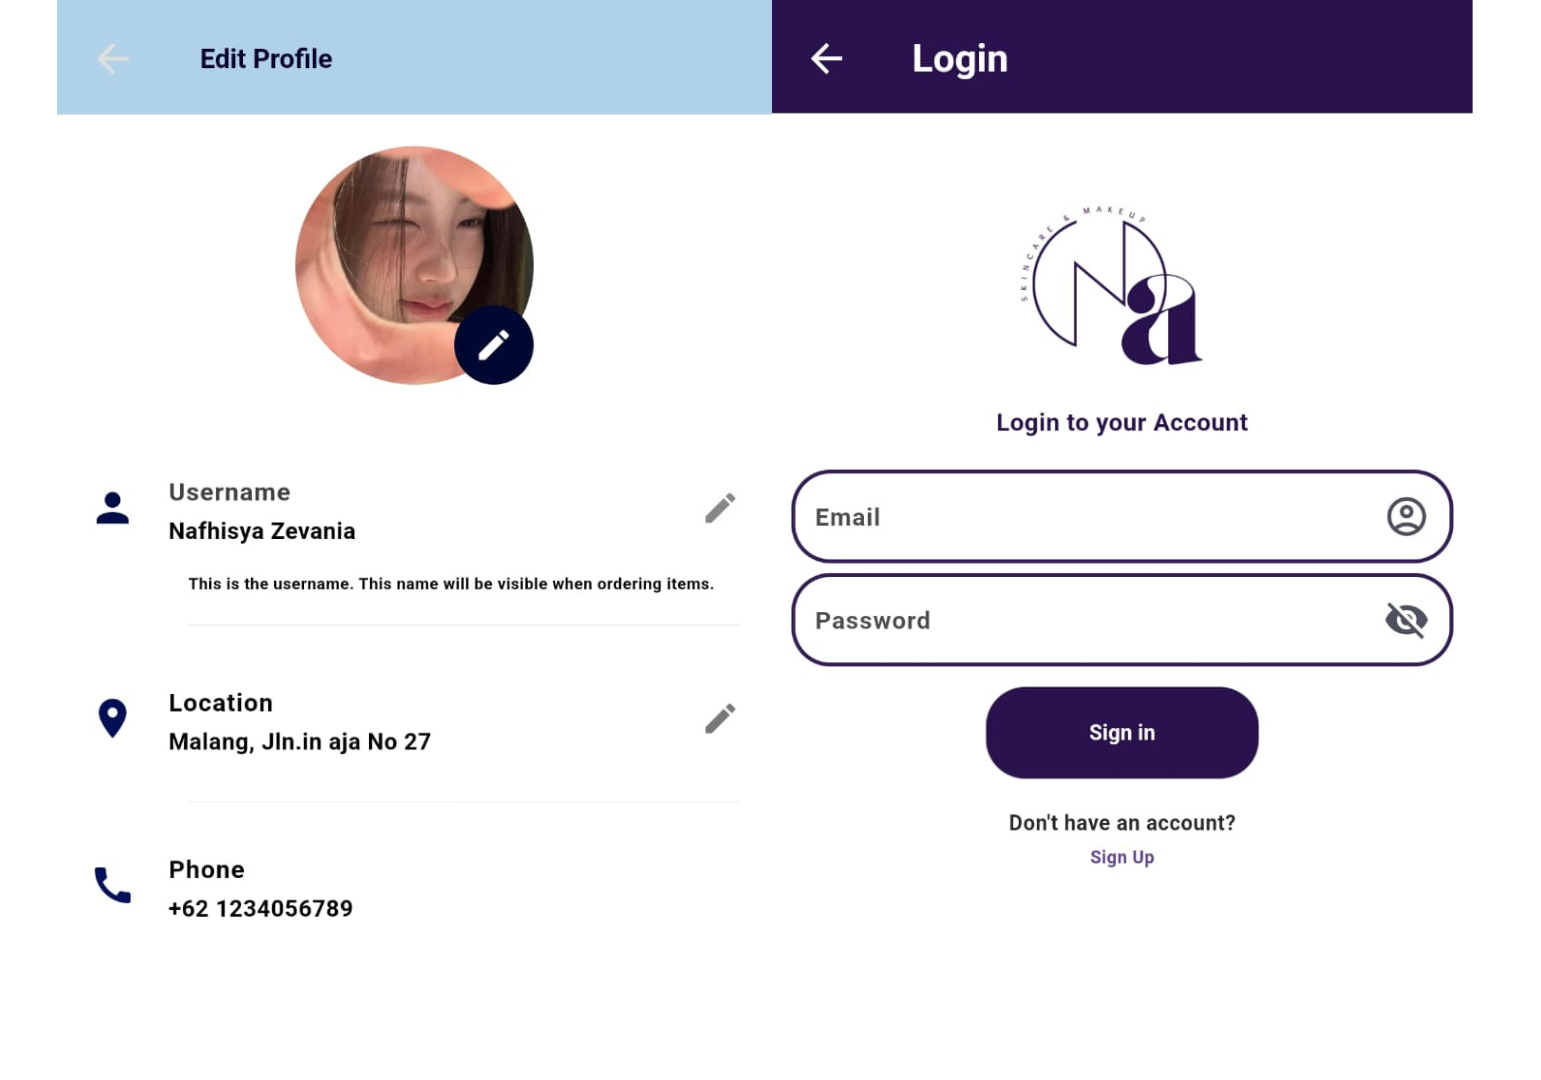 Edit Profile
Username
Nafhisya Zevania
This is the username. This name will be visible when ordering items.
Location
Malang, Jln.in aja No 27
Phone
+62 1234056789
Login
SKINCARE & MAKEUP
Na
Login to your Account
Email
Password
Sign in
Don't have an account?
Sign Up